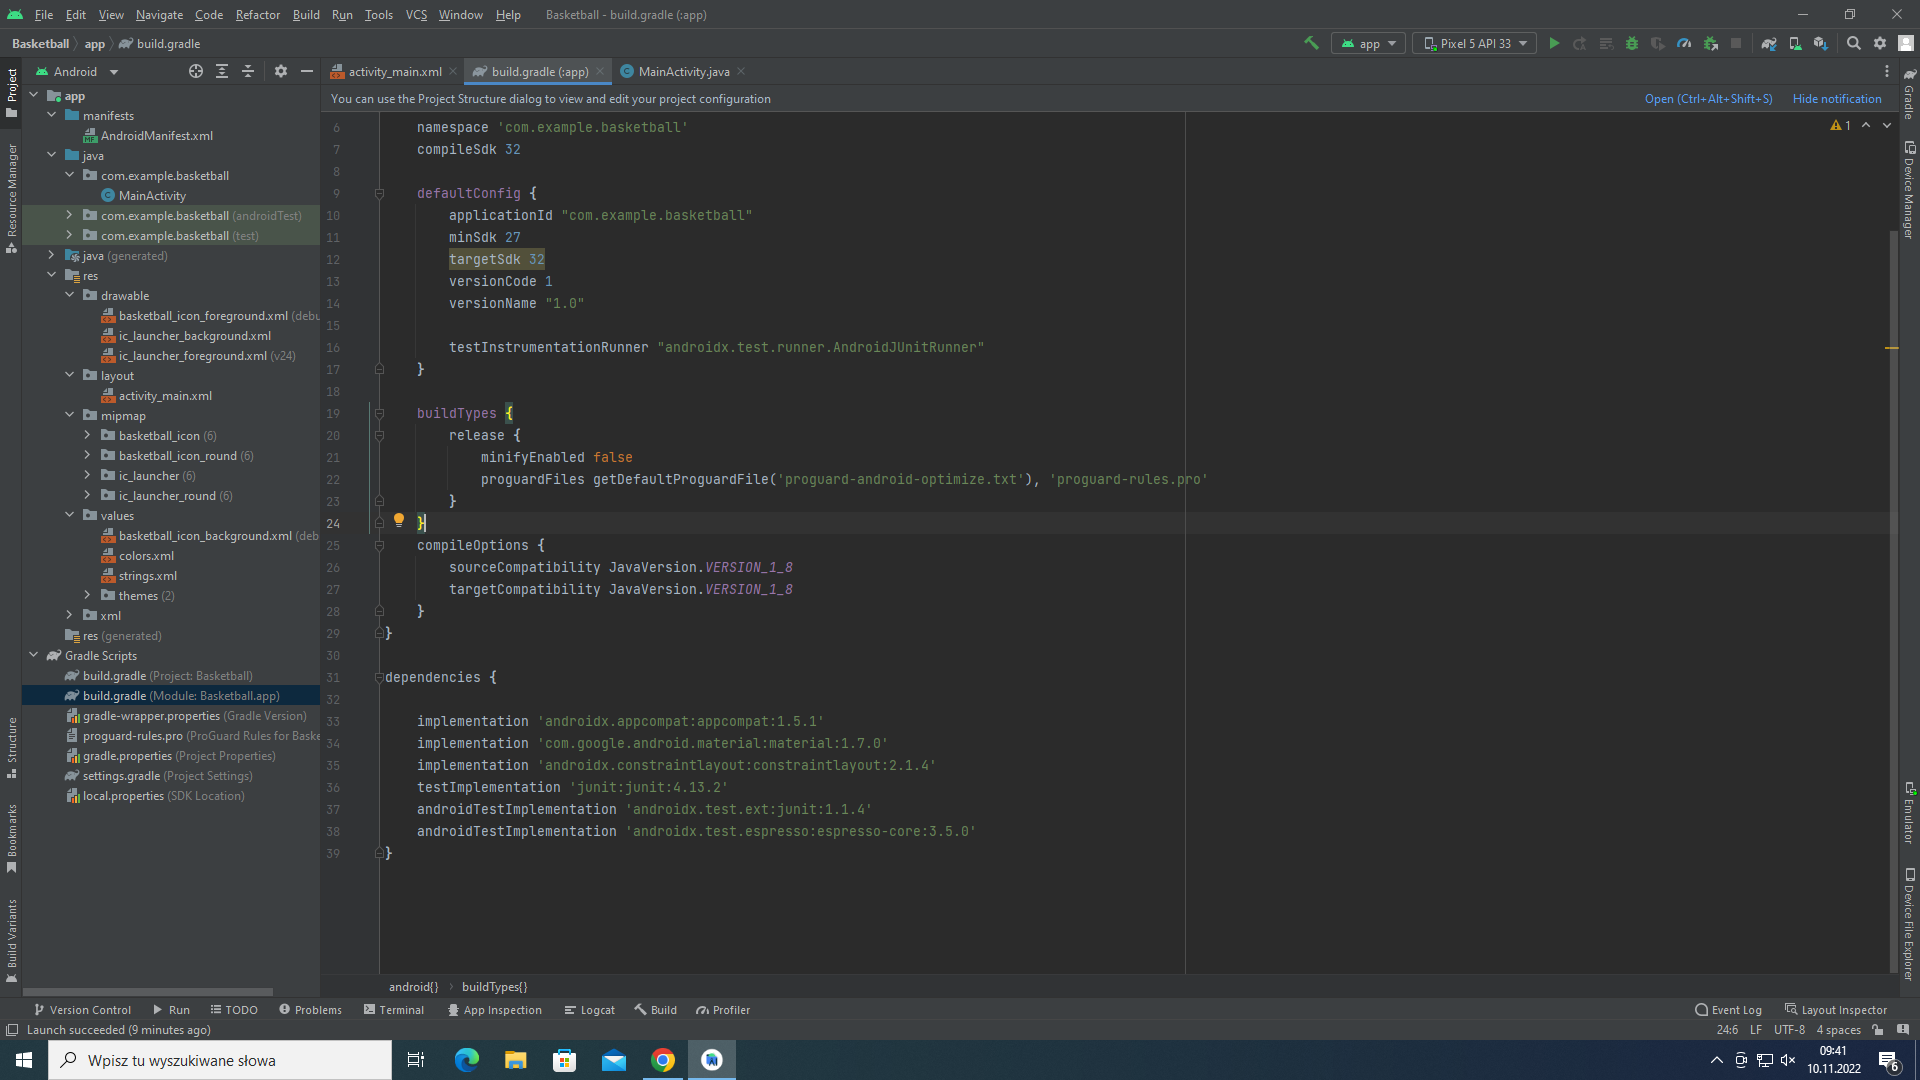 File Edit View Navigate Code Refactor Build Run Tools VCS Window Help Basketball - build.gradle (:app)
Basketball app build.gradle
app Pixel 5 API 33
Project
Resource Manager
Structure
Bookmarks
Build Variants
Android
app
manifests
AndroidManifest.xml
java
com.example.basketball
MainActivity
com.example.basketball (androidTest)
com.example.basketball (test)
java (generated)
res
drawable
basketball_icon_foreground.xml (debu
ic_launcher_background.xml
ic_launcher_foreground.xml (v24)
layout
activity_main.xml
mipmap
basketball_icon (6)
basketball_icon_round (6)
ic_launcher (6)
ic_launcher_round (6)
values
basketball_icon_background.xml (deb
colors.xml
strings.xml
themes (2)
xml
res (generated)
Gradle Scripts
build.gradle (Project: Basketball)
build.gradle (Module: Basketball.app)
gradle-wrapper.properties (Gradle Version)
proguard-rules.pro (ProGuard Rules for Baske
gradle.properties (Project Properties)
settings.gradle (Project Settings)
local.properties (SDK Location)
activity_main.xml build.gradle (:app) MainActivity.java
You can use the Project Structure dialog to view and edit your project configuration Open (Ctrl+Alt+Shift+S) Hide notification
1
6 namespace 'com.example.basketball'
7 compileSdk 32
8
9 defaultConfig {
10 applicationId "com.example.basketball"
11 minSdk 27
12 targetSdk 32
13 versionCode 1
14 versionName "1.0"
15
16 testInstrumentationRunner "androidx.test.runner.AndroidJUnitRunner"
17 }
18
19 buildTypes {
20 release {
21 minifyEnabled false
22 proguardFiles getDefaultProguardFile('proguard-android-optimize.txt'), 'proguard-rules.pro'
23 }
24 }
25 compileOptions {
26 sourceCompatibility JavaVersion.VERSION_1_8
27 targetCompatibility JavaVersion.VERSION_1_8
28 }
29 }
30
31 dependencies {
32
33 implementation 'androidx.appcompat:appcompat:1.5.1'
34 implementation 'com.google.android.material:material:1.7.0'
35 implementation 'androidx.constraintlayout:constraintlayout:2.1.4'
36 testImplementation 'junit:junit:4.13.2'
37 androidTestImplementation 'androidx.test.ext:junit:1.1.4'
38 androidTestImplementation 'androidx.test.espresso:espresso-core:3.5.0'
39 }
android{} buildTypes{}
Gradle
Device Manager
Emulator
Device File Explorer
Version Control Run TODO Problems Terminal App Inspection Logcat Build Profiler Event Log Layout Inspector
Launch succeeded (9 minutes ago) 24:6 LF UTF-8 4 spaces
Wpisz tu wyszukiwane słowa
09:41
10.11.2022
6